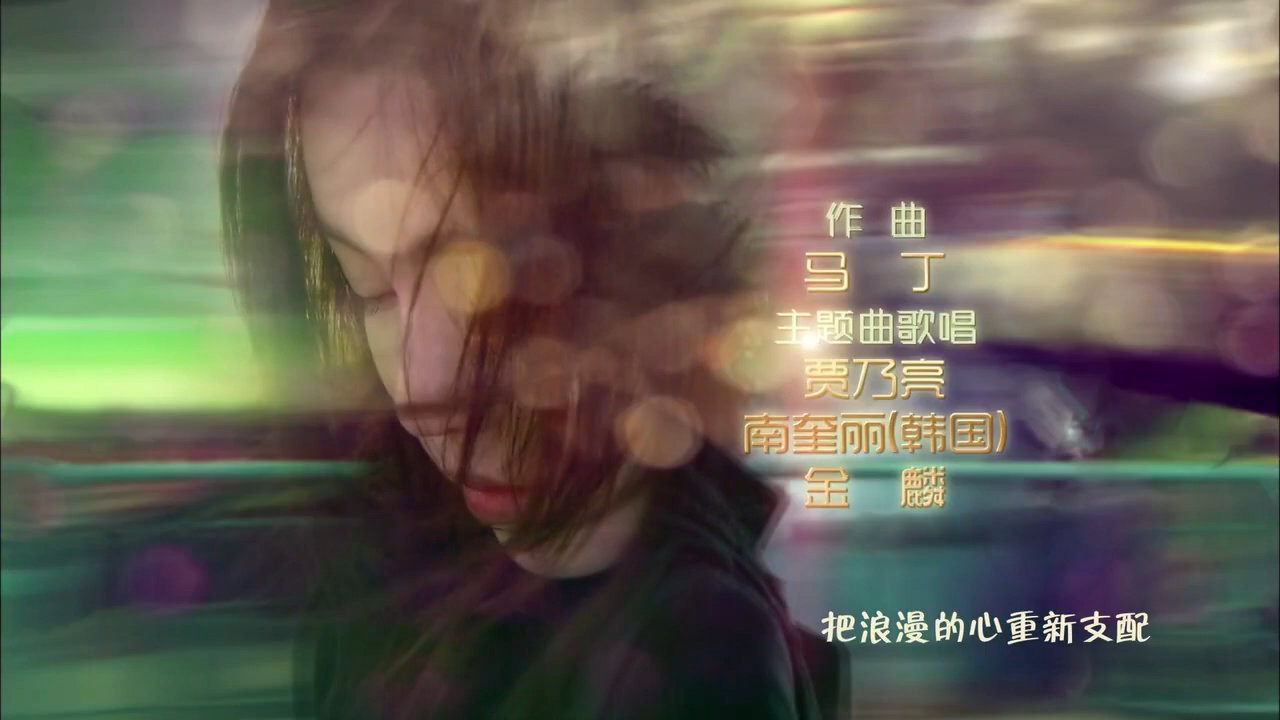 作 曲
马 丁
主题曲歌唱
贾乃亮
南奎丽(韩国)
金 麟
把浪漫的心重新支配